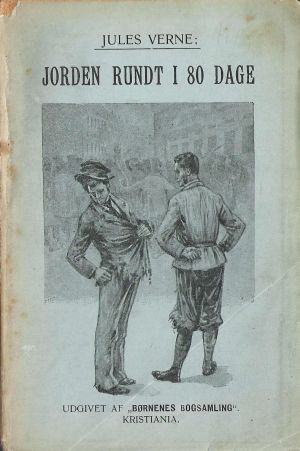 JULES VERNE:
JORDEN RUNDT I 80 DAGE
UDGIVET AF „BØRNENES BOGSAMLING".
KRISTIANIA.